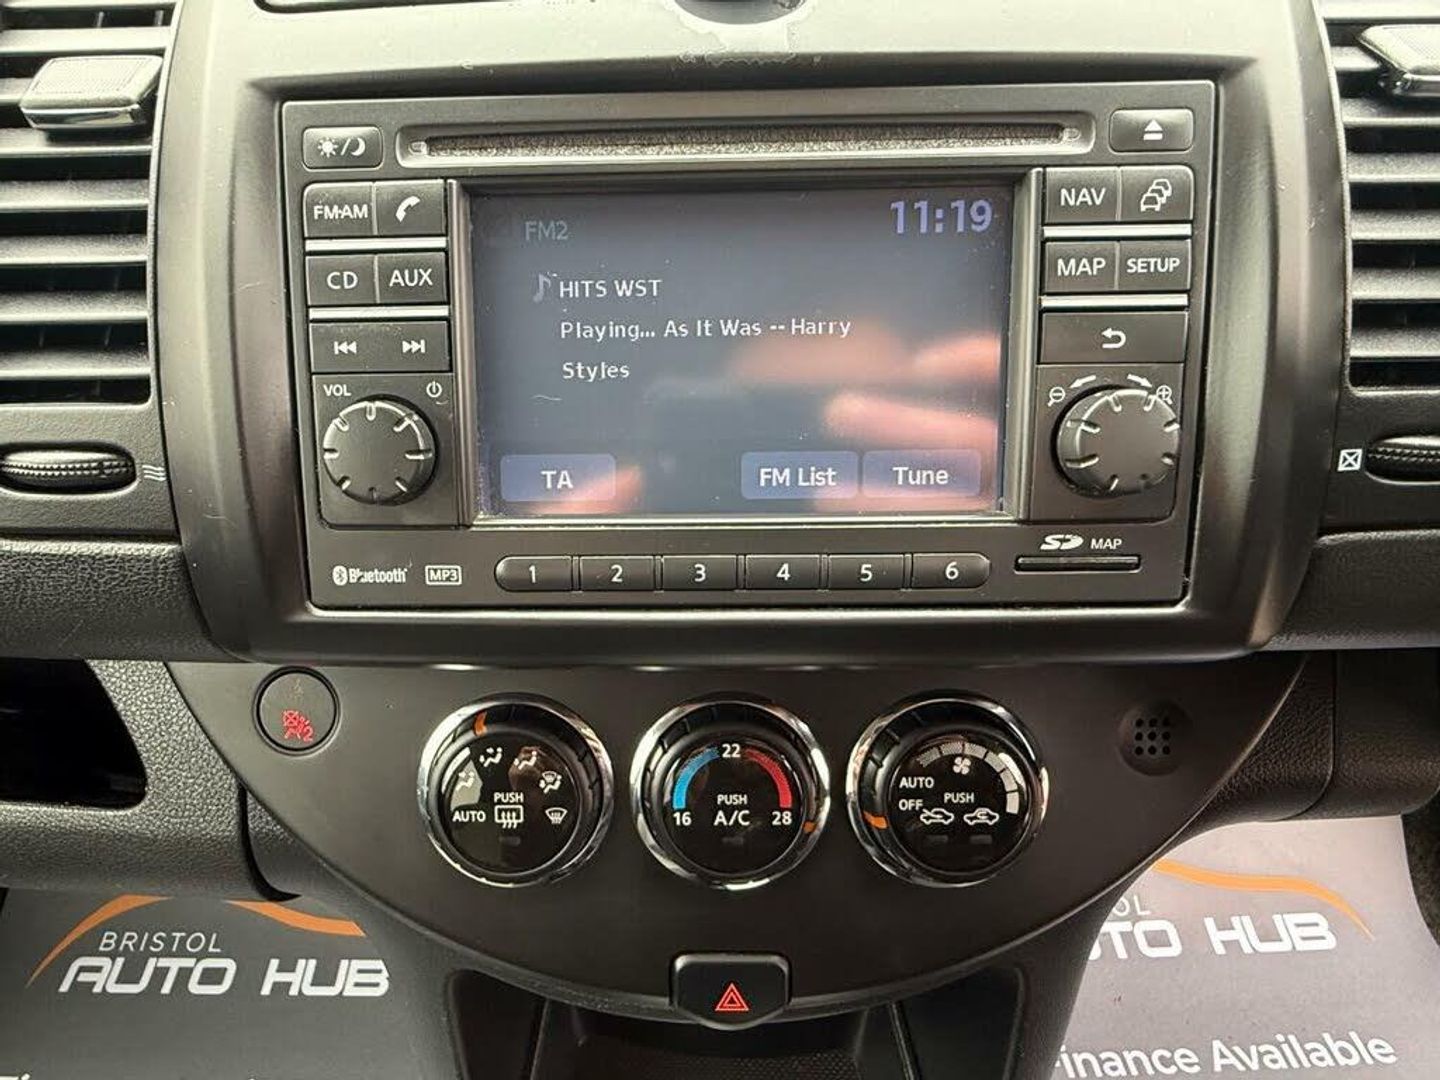 FM·AM
CD AUX
VOL
FM2 11:19
HITS WST
Playing... As It Was -- Harry
Styles
TA FM List Tune
NAV
MAP SETUP
Bluetooth MP3
1 2 3 4 5 6
SD MAP
PUSH
AUTO
22
PUSH
16 A/C 28
AUTO
OFF PUSH
BRISTOL
AUTO HUB
AUTO HUB
Finance Available